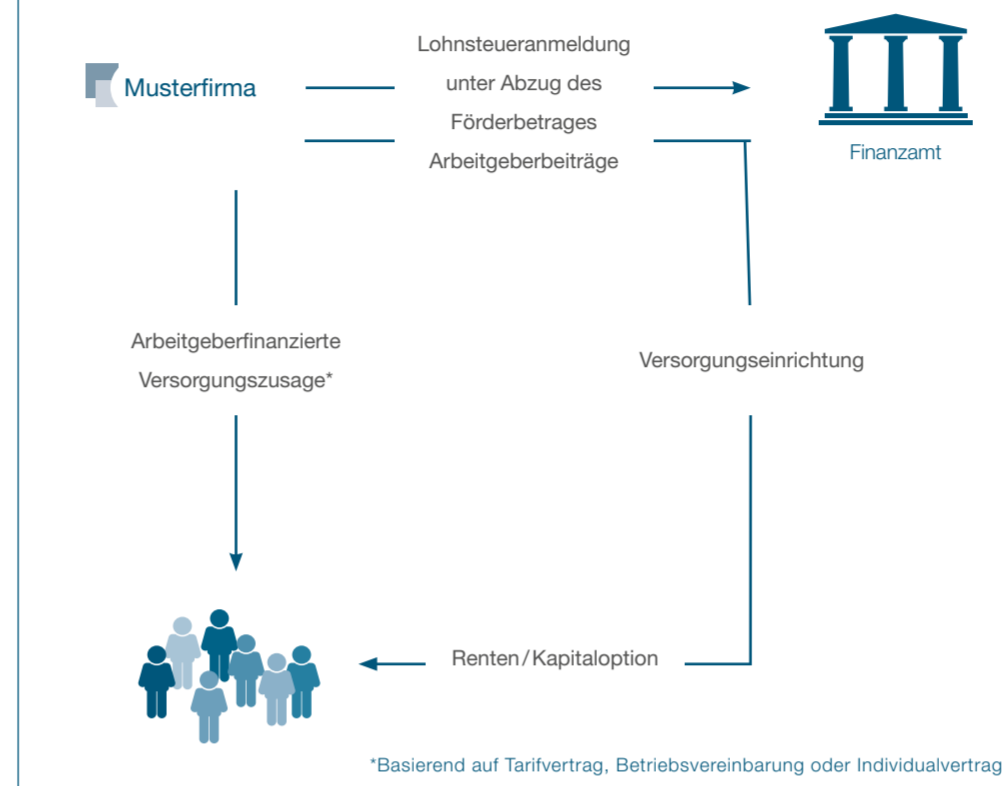 Musterfirma
Lohnsteueranmeldung
unter Abzug des
Förderbetrages
Arbeitgeberbeiträge
Finanzamt
Arbeitgeberfinanzierte
Versorgungszusage*
Versorgungseinrichtung
Renten/Kapitaloption
*Basierend auf Tarifvertrag, Betriebsvereinbarung oder Individualvertrag